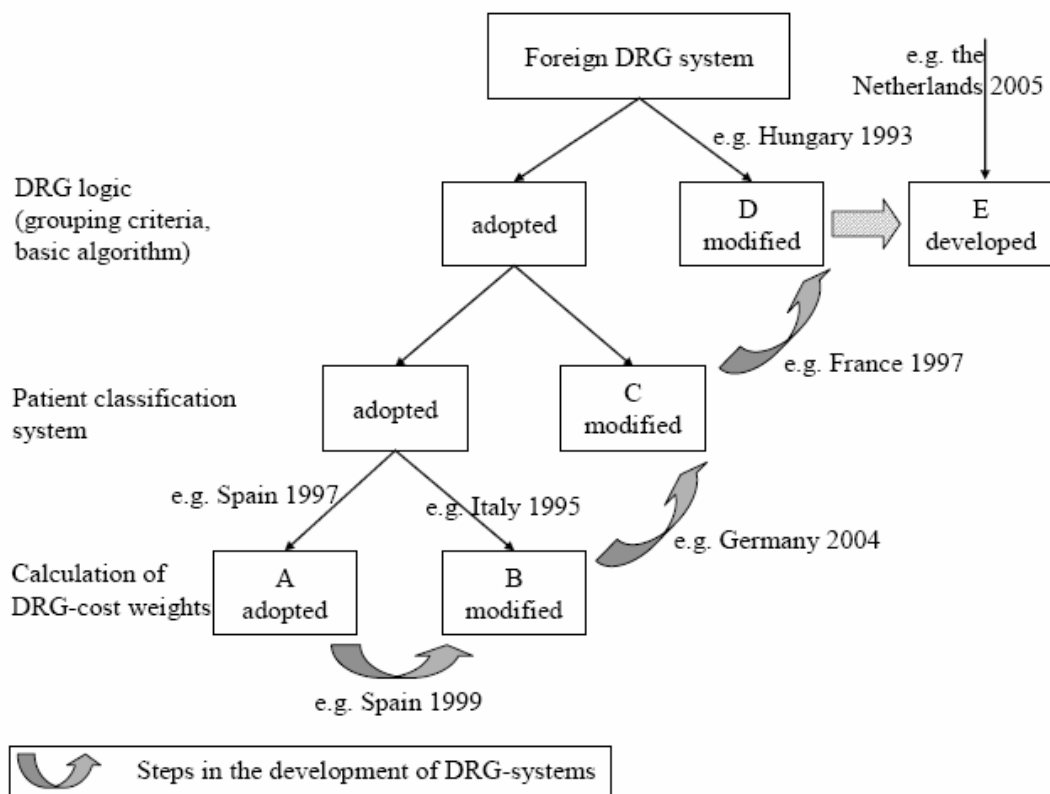 Foreign DRG system
e.g. the
Netherlands 2005
e.g. Hungary 1993
DRG logic
(grouping criteria,
basic algorithm)
adopted
D
modified
E
developed
e.g. France 1997
Patient classification
system
adopted
C
modified
e.g. Spain 1997
e.g. Italy 1995
e.g. Germany 2004
Calculation of
DRG-cost weights
A
adopted
B
modified
e.g. Spain 1999
Steps in the development of DRG-systems